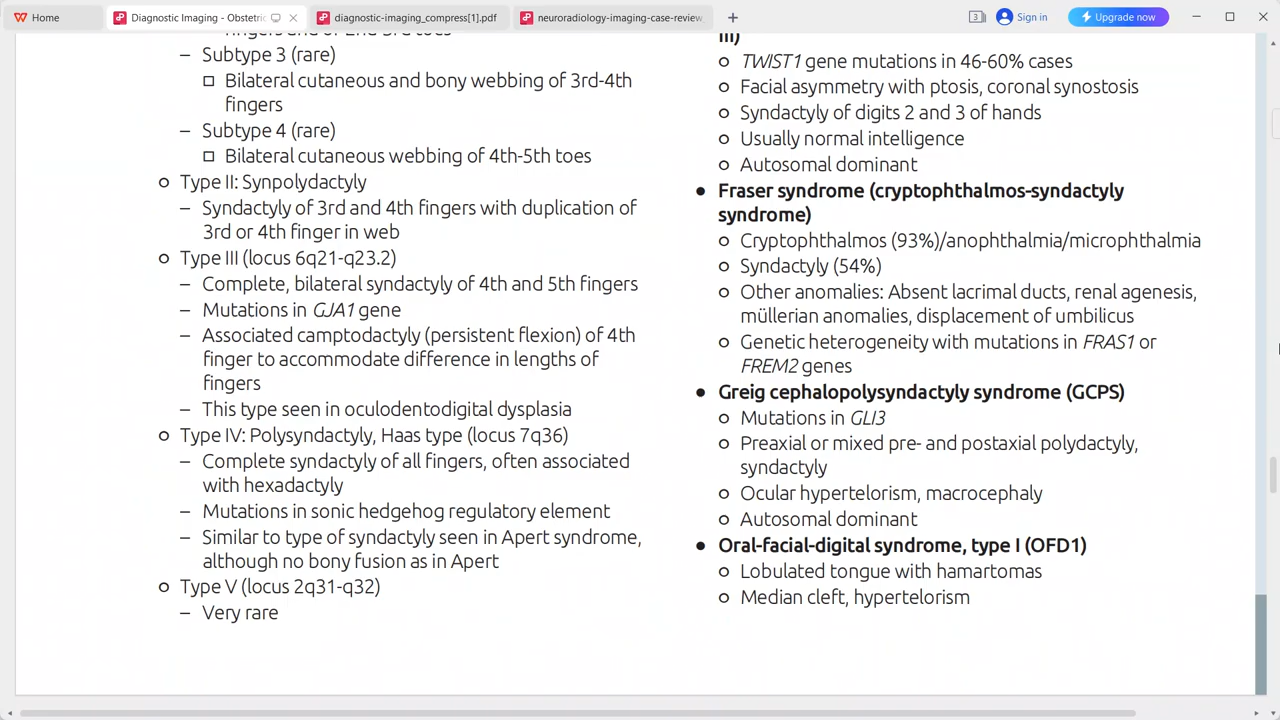 Home
Diagnostic Imaging - Obstetric
diagnostic-imaging_compress[1].pdf
neuroradiology-imaging-case-review
3
Sign in
Upgrade now
fingers and of 2nd-3rd toes
– Subtype 3 (rare)
Bilateral cutaneous and bony webbing of 3rd-4th
fingers
– Subtype 4 (rare)
Bilateral cutaneous webbing of 4th-5th toes
Type II: Synpolydactyly
– Syndactyly of 3rd and 4th fingers with duplication of
3rd or 4th finger in web
Type III (locus 6q21-q23.2)
– Complete, bilateral syndactyly of 4th and 5th fingers
– Mutations in GJA1 gene
– Associated camptodactyly (persistent flexion) of 4th
finger to accommodate difference in lengths of
fingers
– This type seen in oculodentodigital dysplasia
Type IV: Polysyndactyly, Haas type (locus 7q36)
– Complete syndactyly of all fingers, often associated
with hexadactyly
– Mutations in sonic hedgehog regulatory element
– Similar to type of syndactyly seen in Apert syndrome,
although no bony fusion as in Apert
Type V (locus 2q31-q32)
– Very rare
III)
TWIST1 gene mutations in 46-60% cases
Facial asymmetry with ptosis, coronal synostosis
Syndactyly of digits 2 and 3 of hands
Usually normal intelligence
Autosomal dominant
● Fraser syndrome (cryptophthalmos-syndactyly
syndrome)
Cryptophthalmos (93%)/anophthalmia/microphthalmia
Syndactyly (54%)
Other anomalies: Absent lacrimal ducts, renal agenesis,
müllerian anomalies, displacement of umbilicus
Genetic heterogeneity with mutations in FRAS1 or
FREM2 genes
● Greig cephalopolysyndactyly syndrome (GCPS)
Mutations in GLI3
Preaxial or mixed pre- and postaxial polydactyly,
syndactyly
Ocular hypertelorism, macrocephaly
Autosomal dominant
● Oral-facial-digital syndrome, type I (OFD1)
Lobulated tongue with hamartomas
Median cleft, hypertelorism